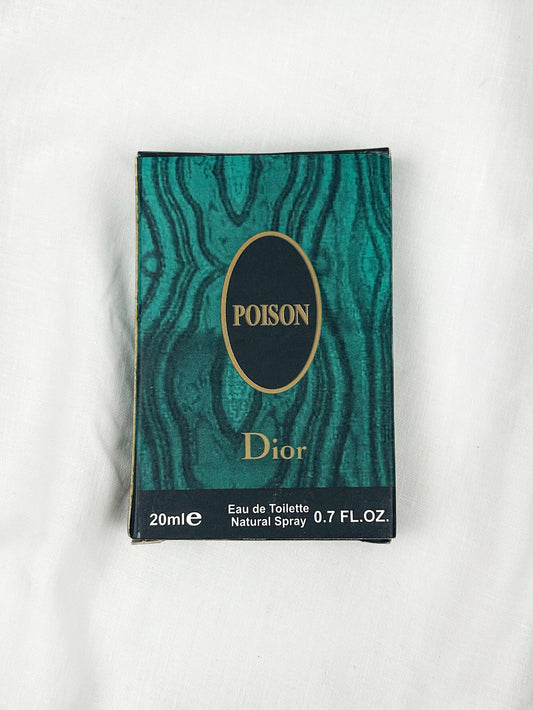 POISON
Dior
20ml℮ Eau de Toilette 0.7 FL.OZ.
Natural Spray